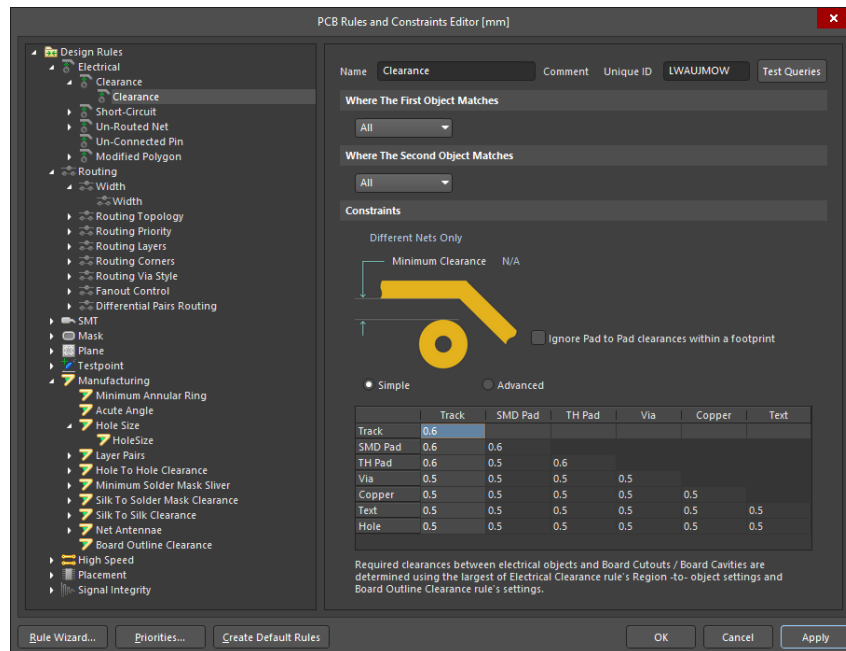 PCB Rules and Constraints Editor [mm]
Design Rules
Electrical
Clearance
Clearance
Short-Circuit
Un-Routed Net
Un-Connected Pin
Modified Polygon
Routing
Width
Width
Routing Topology
Routing Priority
Routing Layers
Routing Corners
Routing Via Style
Fanout Control
Differential Pairs Routing
SMT
Mask
Plane
Testpoint
Manufacturing
Minimum Annular Ring
Acute Angle
Hole Size
HoleSize
Layer Pairs
Hole To Hole Clearance
Minimum Solder Mask Sliver
Silk To Solder Mask Clearance
Silk To Silk Clearance
Net Antennae
Board Outline Clearance
High Speed
Placement
Signal Integrity
Name Clearance Comment Unique ID LWAUJMOW Test Queries
Where The First Object Matches
All
Where The Second Object Matches
All
Constraints
Different Nets Only
Minimum Clearance N/A
Ignore Pad to Pad clearances within a footprint
Simple Advanced
Track SMD Pad TH Pad Via Copper Text
Track 0.6
SMD Pad 0.6 0.6
TH Pad 0.6 0.5 0.6
Via 0.5 0.5 0.5 0.5
Copper 0.5 0.5 0.5 0.5 0.5
Text 0.5 0.5 0.5 0.5 0.5 0.5
Hole 0.5 0.5 0.5 0.5 0.5 0.5
Required clearances between electrical objects and Board Cutouts / Board Cavities are
determined using the largest of Electrical Clearance rule's Region -to- object settings and
Board Outline Clearance rule's settings.
Rule Wizard... Priorities... Create Default Rules OK Cancel Apply